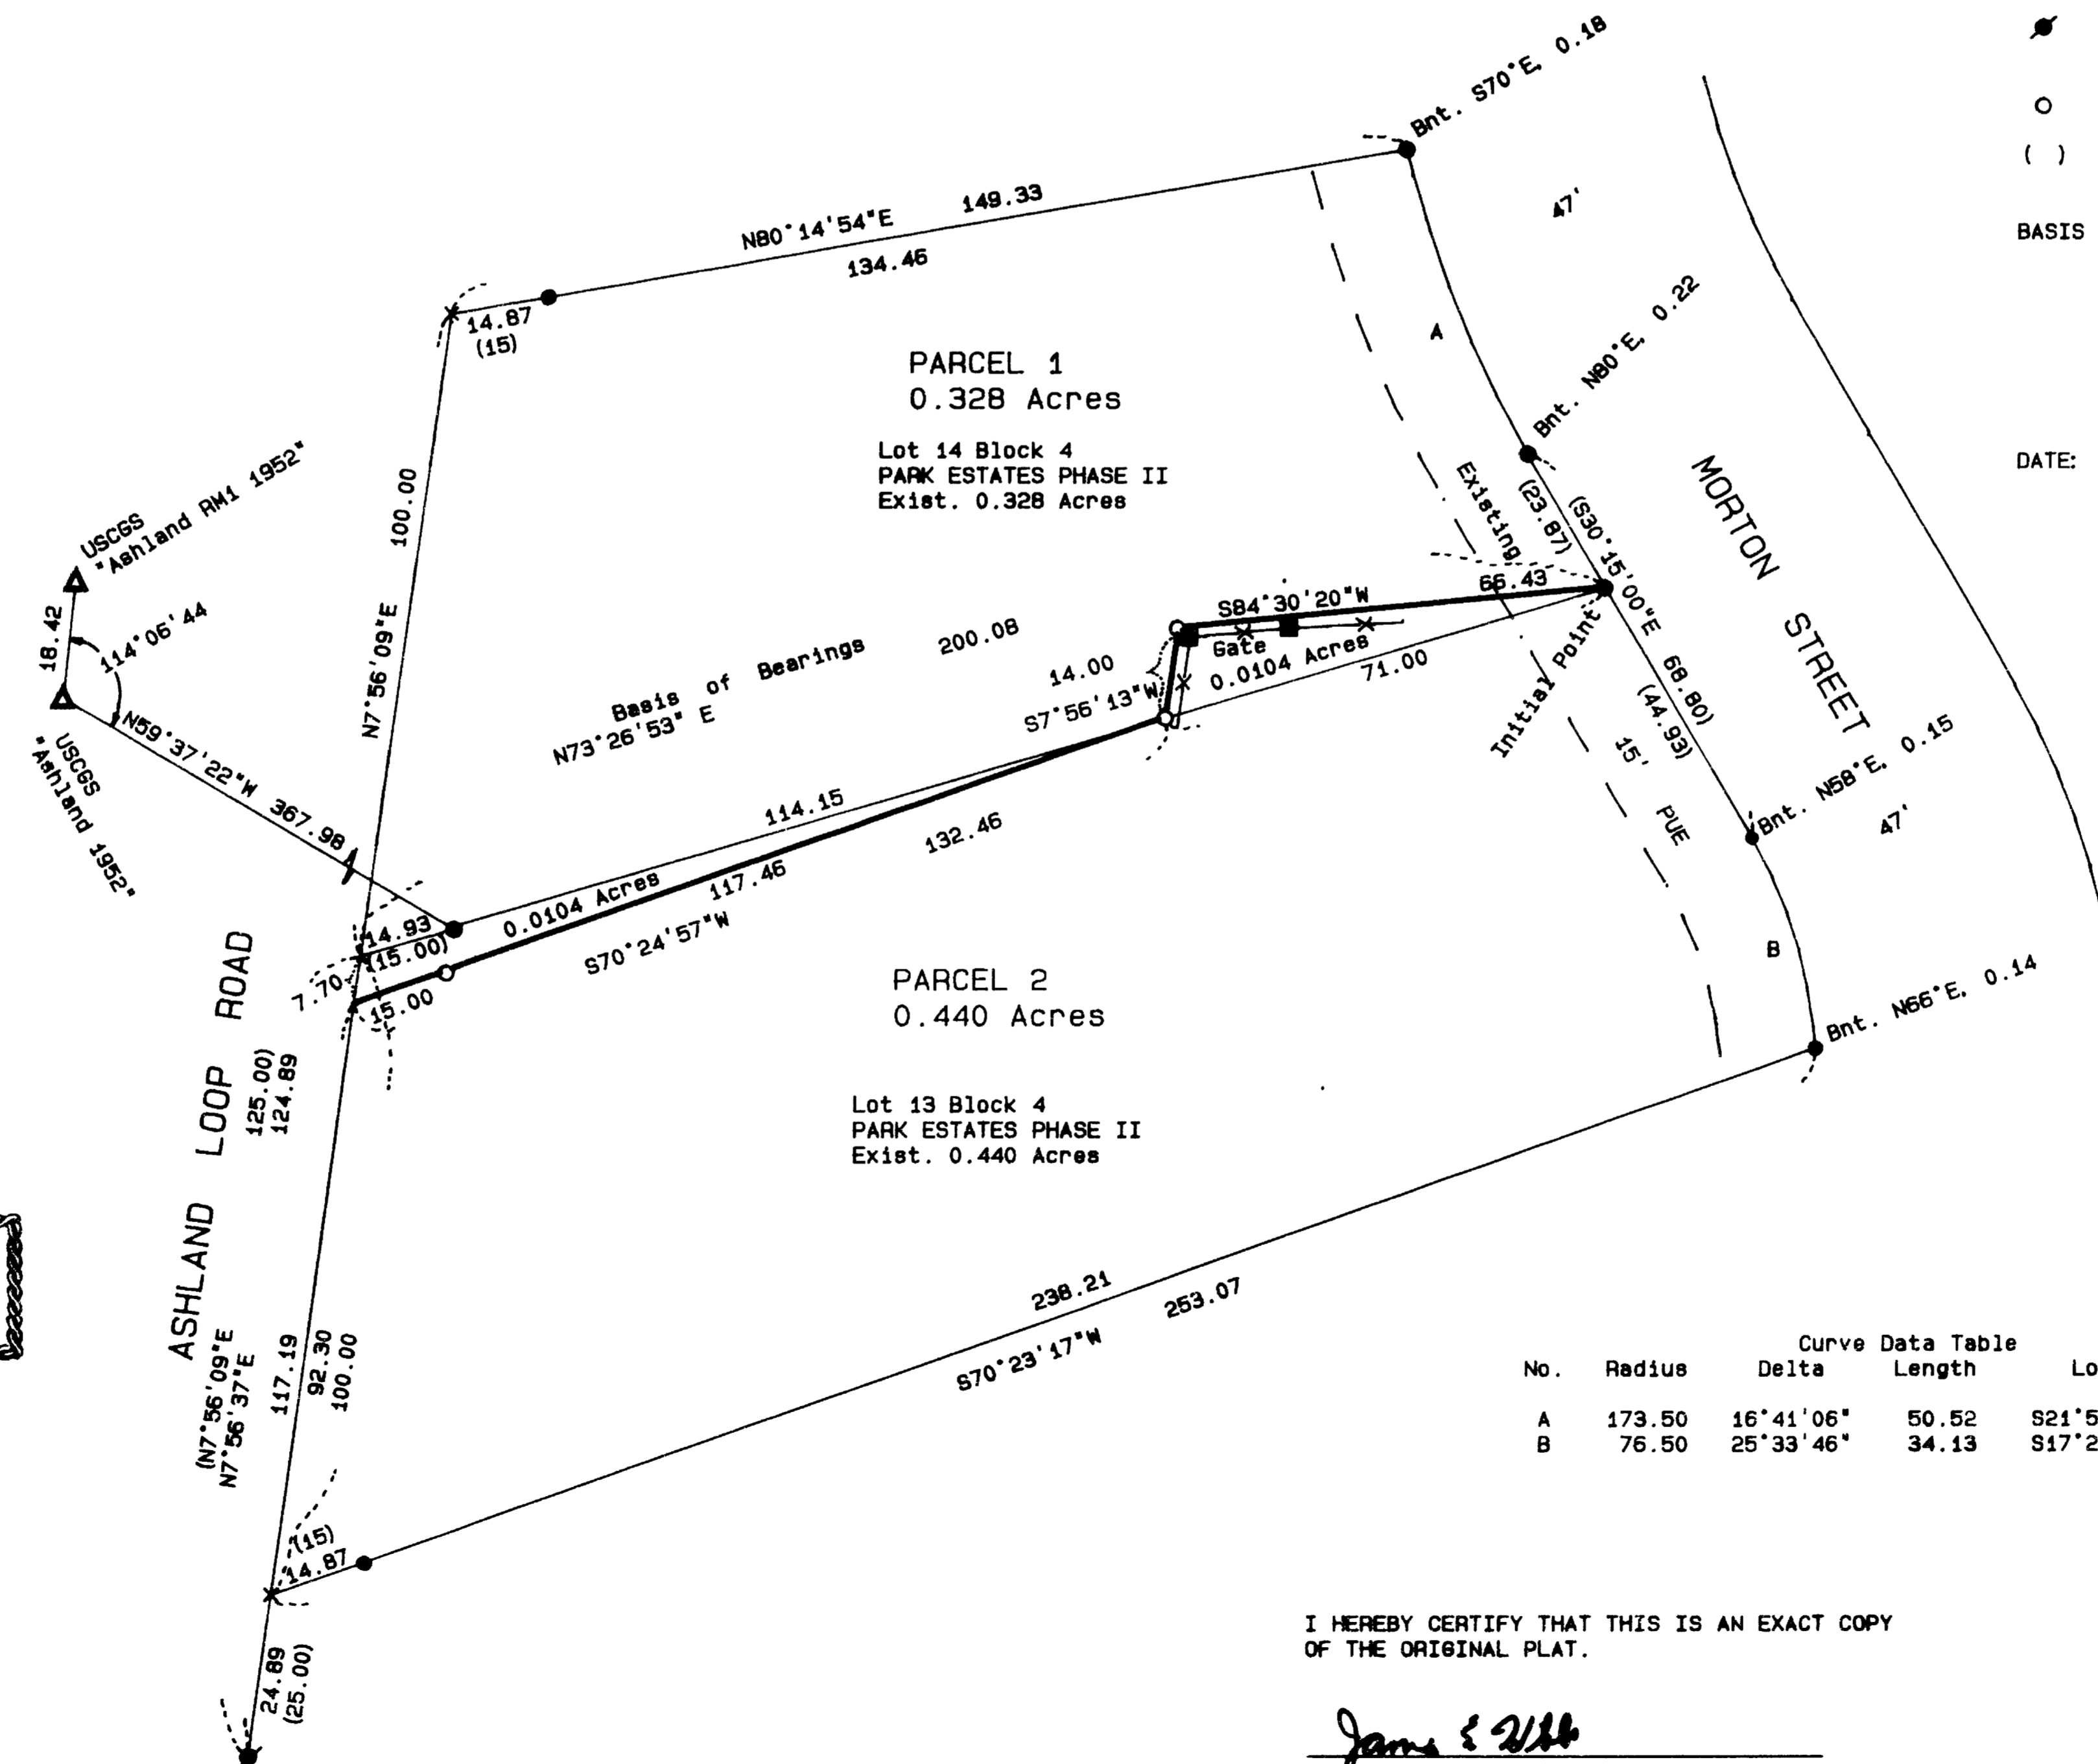 Bnt. S70°E, 0.18
47'
( )
BASIS
149.33
N80°14'54"E
134.46
14.87
(15)
Bnt. N80°E, 0.22
PARCEL 1
0.328 Acres
A
Lot 14 Block 4
PARK ESTATES PHASE II
Exist. 0.328 Acres
DATE:
MORTON STREET
Existing
(23.87)
(S30°15'00"E 68.80)
(44.93)
USCGS
"Ashland RM1 1952"
18.42
114°06'44
100.00
N7°56'09"E
S84°30'20"W
66.43
Gate
0.0104 Acres
71.00
Initial Point
Basis of Bearings 200.08
N73°26'53" E
14.00
S7°56'13"W
15' PUE
Bnt. N58°E, 0.15
47'
USCGS
"Ashland 1952"
N59°37'22"W 367.98
114.15
132.46
0.0104 Acres
117.46
S70°24'57"W
14.93
(15.00)
7.70
15.00
PARCEL 2
0.440 Acres
B
Bnt. N66°E, 0.14
ASHLAND LOOP ROAD
125.00)
124.89
Lot 13 Block 4
PARK ESTATES PHASE II
Exist. 0.440 Acres
238.21
253.07
S70°23'17"W
(N7°56'09"E
N7°56'37"E
117.19
92.30
100.00
Curve Data Table
No. Radius Delta Length Lo
A 173.50 16°41'06" 50.52 S21°5
B 76.50 25°33'46" 34.13 S17°2
(15)
14.87
24.89
(25.00)
I HEREBY CERTIFY THAT THIS IS AN EXACT COPY
OF THE ORIGINAL PLAT.